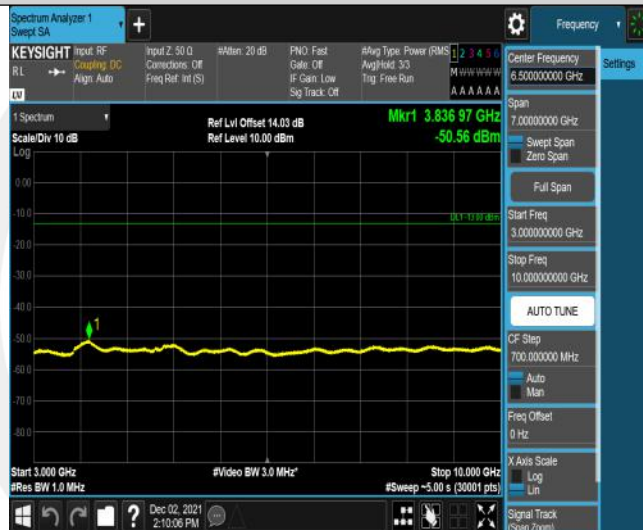 Spectrum Analyzer 1
Swept SA
Frequency
KEYSIGHT
Input: RF
Input Z: 50 Ω
#Atten: 20 dB
PNO: Fast
#Avg Type: Power (RMS
1 2 3 4 5 6
RL
Coupling: DC
Corrections: Off
Gate: Off
Avg|Hold: 3/3
M W W W W W
Align: Auto
Freq Ref: Int (S)
IF Gain: Low
Trig: Free Run
Sig Track: Off
A A A A A A
LXI
1 Spectrum
Ref Lvl Offset 14.03 dB
Mkr1 3.836 97 GHz
Scale/Div 10 dB
Ref Level 10.00 dBm
-50.56 dBm
Log
0.00
-10.0
DL1 -13.00 dBm
-20.0
-30.0
-40.0
1
-50.0
-60.0
-70.0
-80.0
Start 3.000 GHz
#Video BW 3.0 MHz*
Stop 10.000 GHz
#Res BW 1.0 MHz
#Sweep ~5.00 s (30001 pts)
?
Dec 02, 2021
2:10:06 PM
Center Frequency
6.500000000 GHz
Settings
Span
7.00000000 GHz
Swept Span
Zero Span
Full Span
Start Freq
3.000000000 GHz
Stop Freq
10.000000000 GHz
AUTO TUNE
CF Step
700.000000 MHz
Auto
Man
Freq Offset
0 Hz
X Axis Scale
Log
Lin
Signal Track
(Span Zoom)